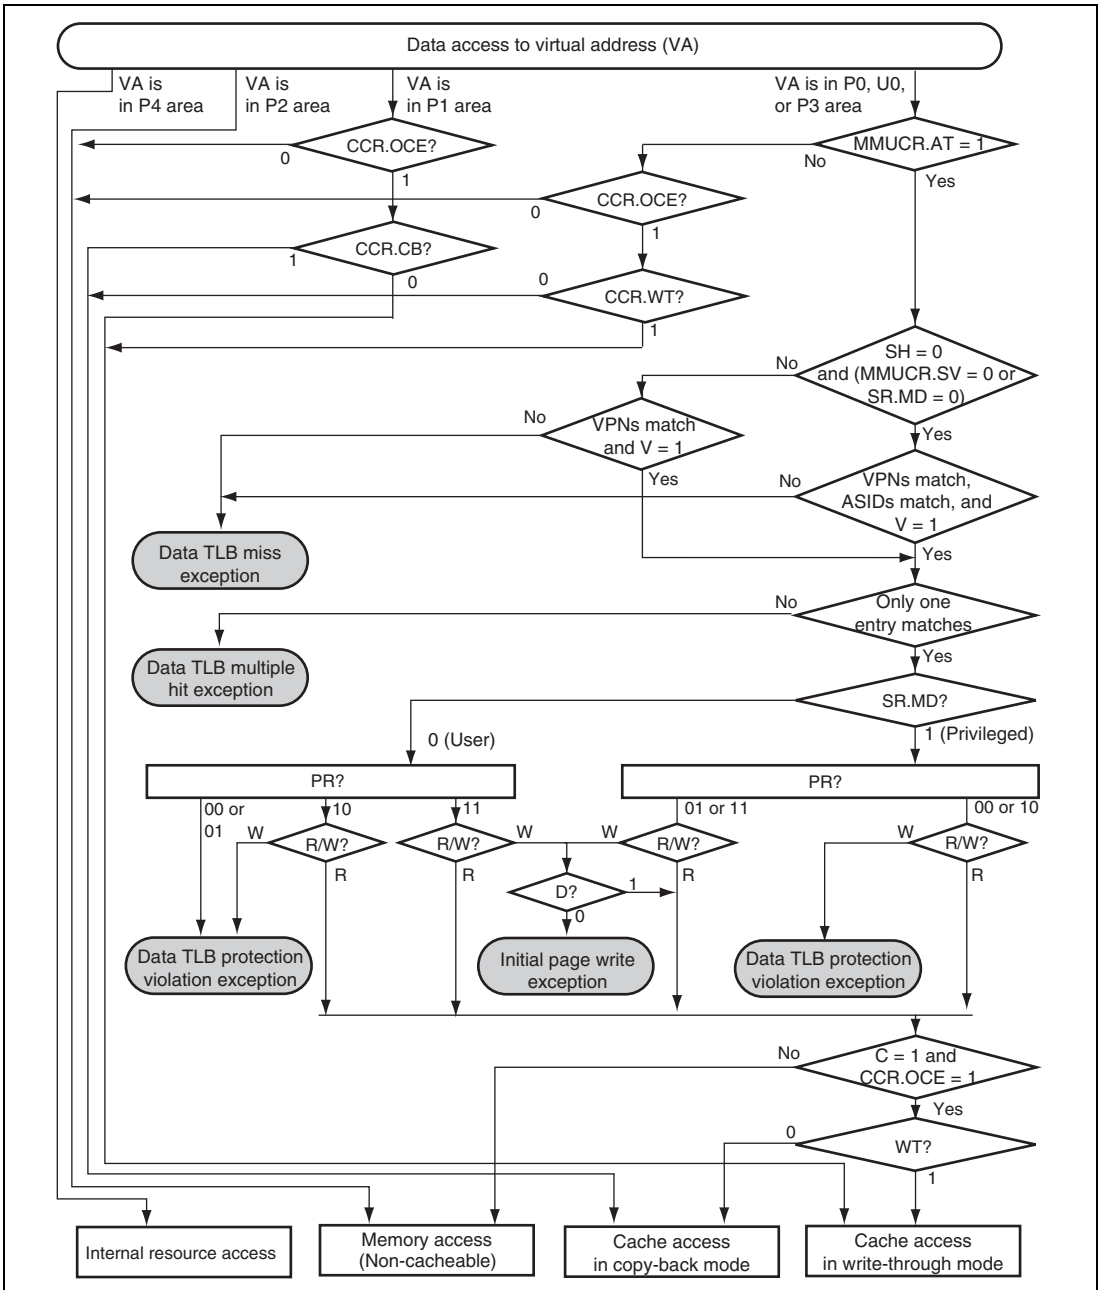 Data access to virtual address (VA)
VA is
in P4 area
VA is
in P2 area
VA is
in P1 area
VA is in P0, U0,
or P3 area
CCR.OCE?
0
1
MMUCR.AT = 1
No
Yes
CCR.OCE?
0
1
CCR.CB?
1
0
CCR.WT?
0
1
SH = 0
and (MMUCR.SV = 0 or
SR.MD = 0)
No
Yes
VPNs match
and V = 1
No
Yes
VPNs match,
ASIDs match, and
V = 1
No
Yes
Data TLB miss
exception
Only one
entry matches
No
Yes
Data TLB multiple
hit exception
SR.MD?
0 (User)
1 (Privileged)
PR?
PR?
00 or
01
10
11
01 or 11
00 or 10
W
R/W?
R
R/W?
W
R
W
R/W?
R
W
R/W?
R
D?
1
0
Data TLB protection
violation exception
Initial page write
exception
Data TLB protection
violation exception
C = 1 and
CCR.OCE = 1
No
Yes
WT?
0
1
Internal resource access
Memory access
(Non-cacheable)
Cache access
in copy-back mode
Cache access
in write-through mode